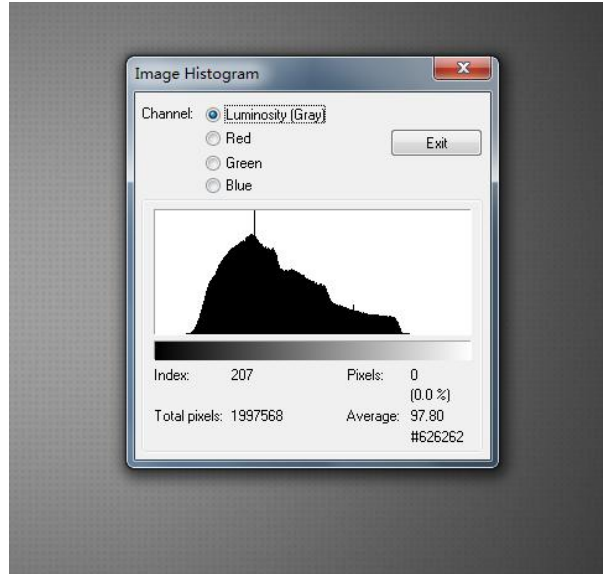 Image Histogram
Channel: Luminosity (Gray)
Red
Exit
Green
Blue
Index: 207 Pixels: 0
(0.0 %)
Total pixels: 1997568 Average: 97.80
#626262